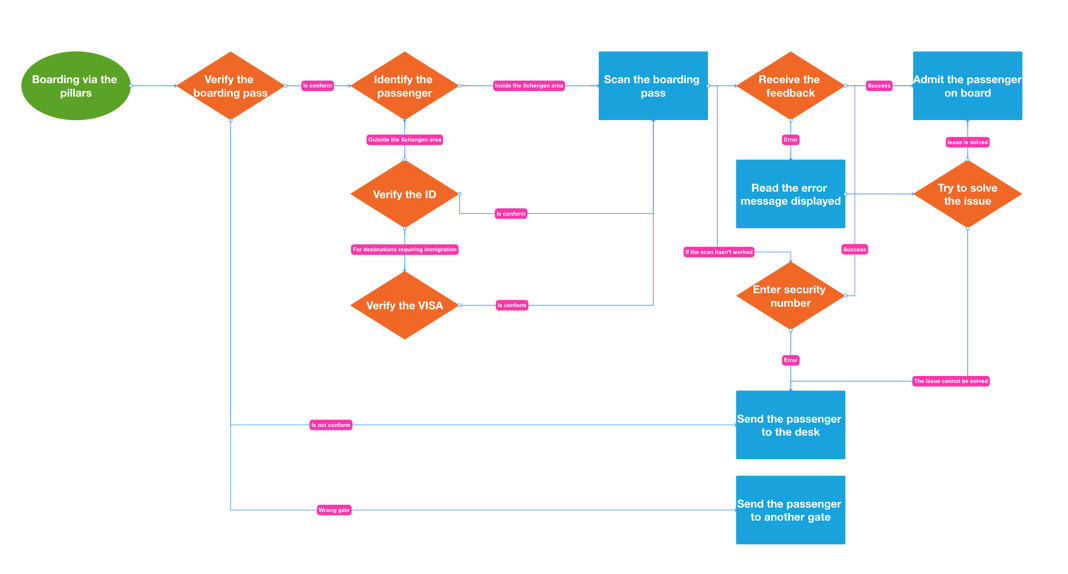 Boarding via the
pillars
Verify the
boarding pass
Is conform
Identify the
passenger
Inside the Schengen area
Scan the boarding
pass
Receive the
feedback
Success
Admit the passenger
on board
Outside the Schengen area
Error
Issue is solved
Verify the ID
Is conform
Read the error
message displayed
Try to solve
the issue
For destinations requiring immigration
If the scan hasn't worked
Success
Verify the VISA
Is conform
Enter security
number
Error
The issue cannot be solved
Is not conform
Send the passenger
to the desk
Wrong gate
Send the passenger
to another gate